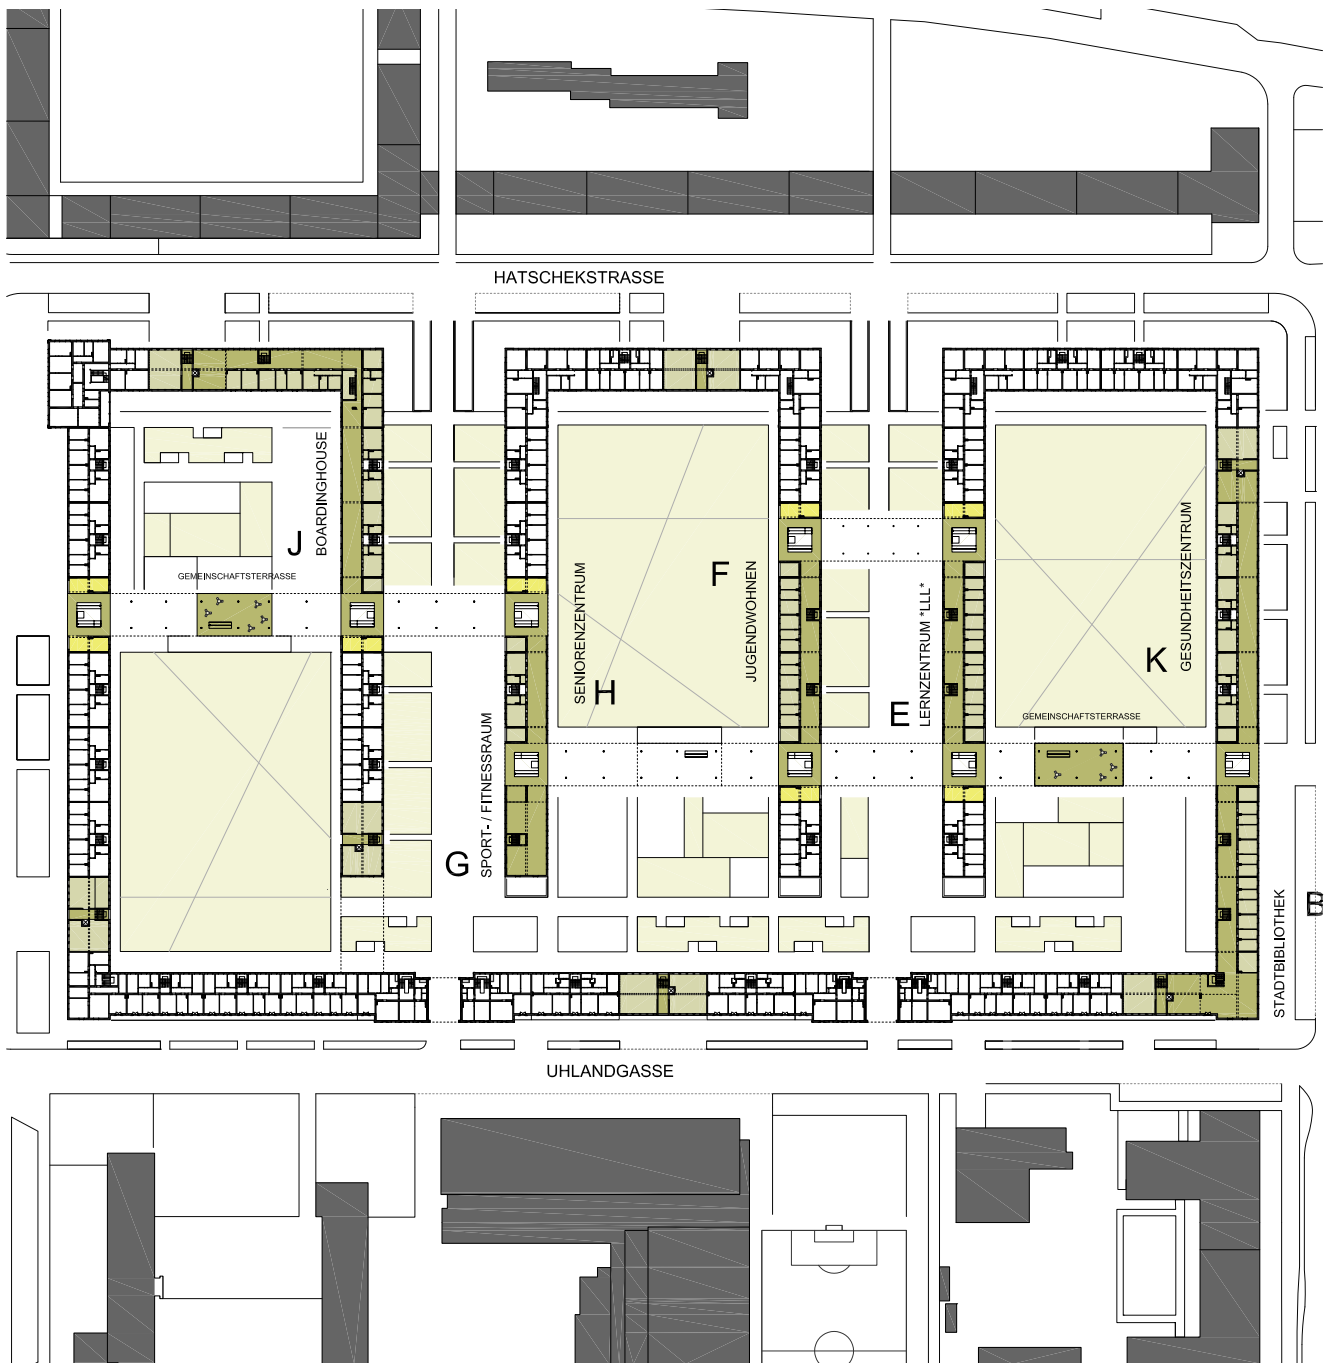 HATSCHEKSTRASSE
BOARDINGHOUSE
J
GEMEINSCHAFTSTERRASSE
SENIORENZENTRUM
H
F
JUGENDWOHNEN
E
LERNZENTRUM "LLL"
K
GESUNDHEITSZENTRUM
GEMEINSCHAFTSTERRASSE
G
SPORT- / FITNESSRAUM
STADTBIBLIOTHEK
B
UHLANDGASSE